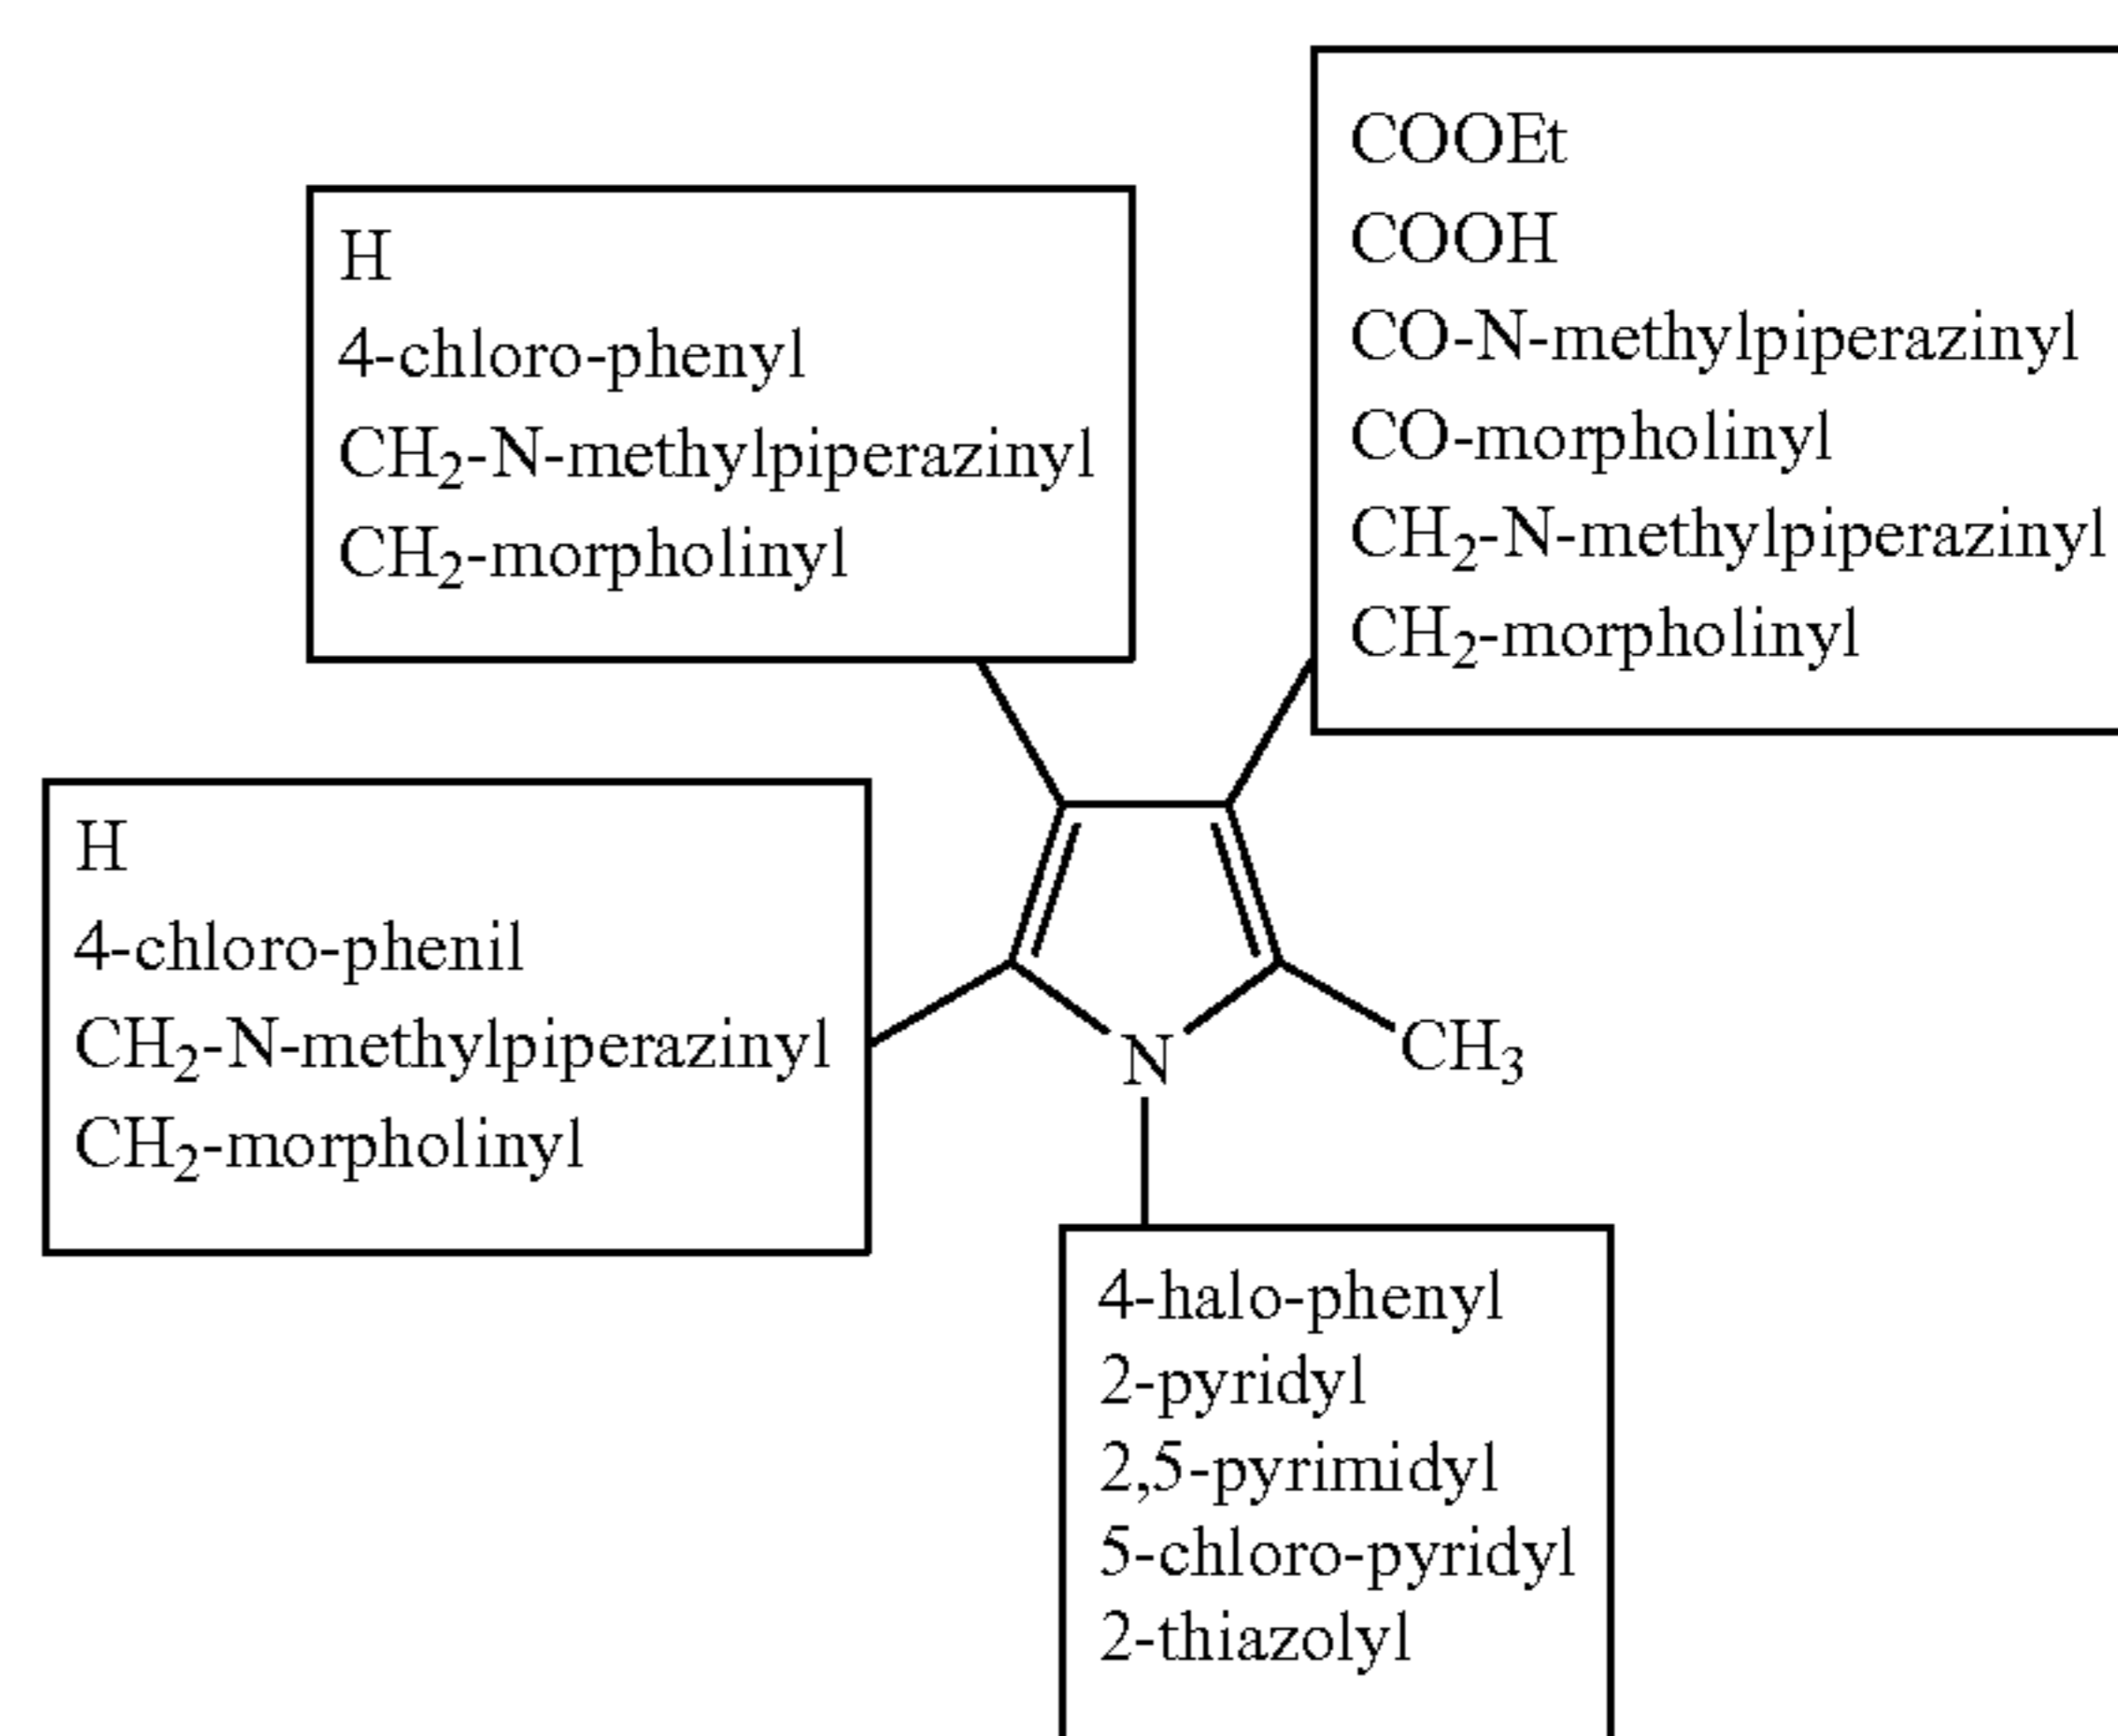 COOEt
COOH
CO-N-methylpiperazinyl
CO-morpholinyl
CH₂-N-methylpiperazinyl
CH₂-morpholinyl
H
4-chloro-phenyl
CH₂-N-methylpiperazinyl
CH₂-morpholinyl
H
4-chloro-phenil
CH₂-N-methylpiperazinyl
CH₂-morpholinyl
N
CH₃
4-halo-phenyl
2-pyridyl
2,5-pyrimidyl
5-chloro-pyridyl
2-thiazolyl